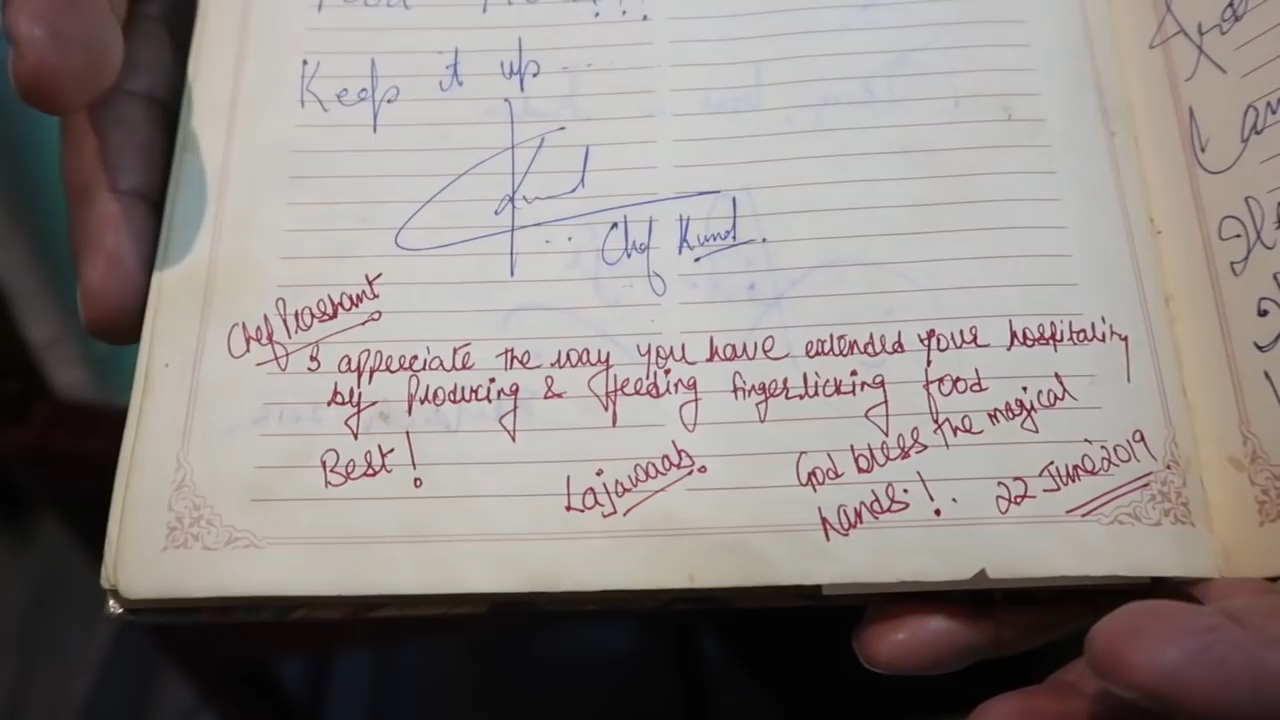 Keep it up ...
... Chef Kund.
Chef Prashant
I appreciate the way you have extended your hospitality
by Producing & feeding fingerlicking food
Best!
Lajawaab.
God bless the magical
hands!.
22 June 2019